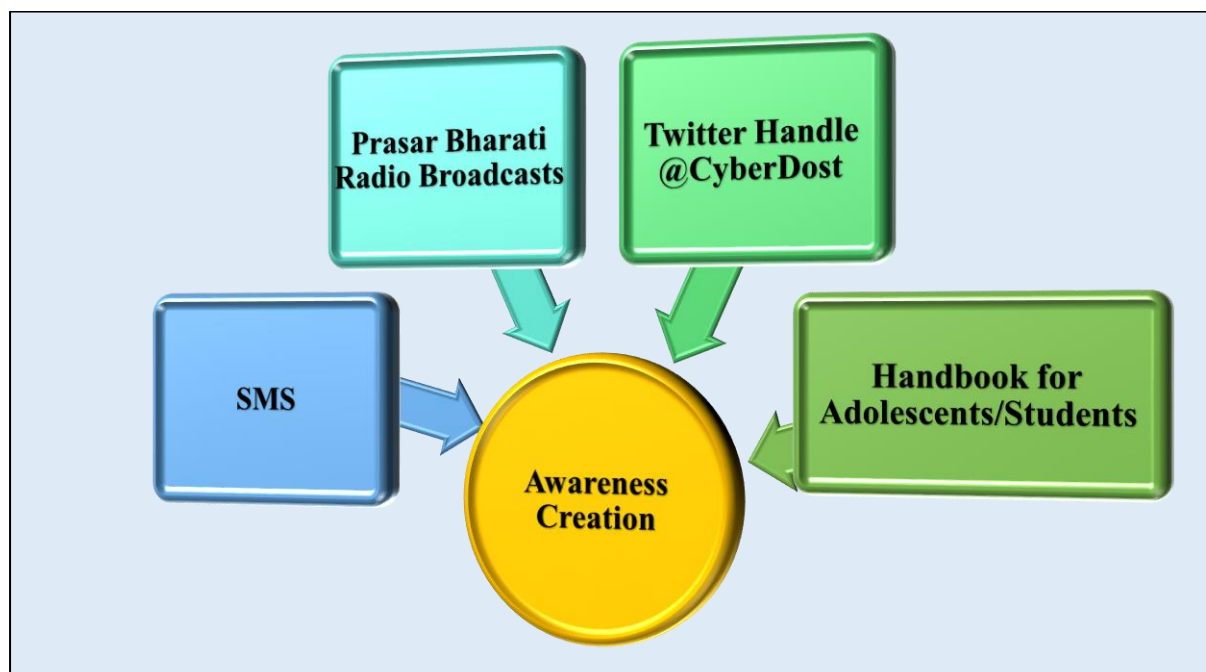 Prasar Bharati
Radio Broadcasts
Twitter Handle
@CyberDost
SMS
Handbook for
Adolescents/Students
Awareness
Creation